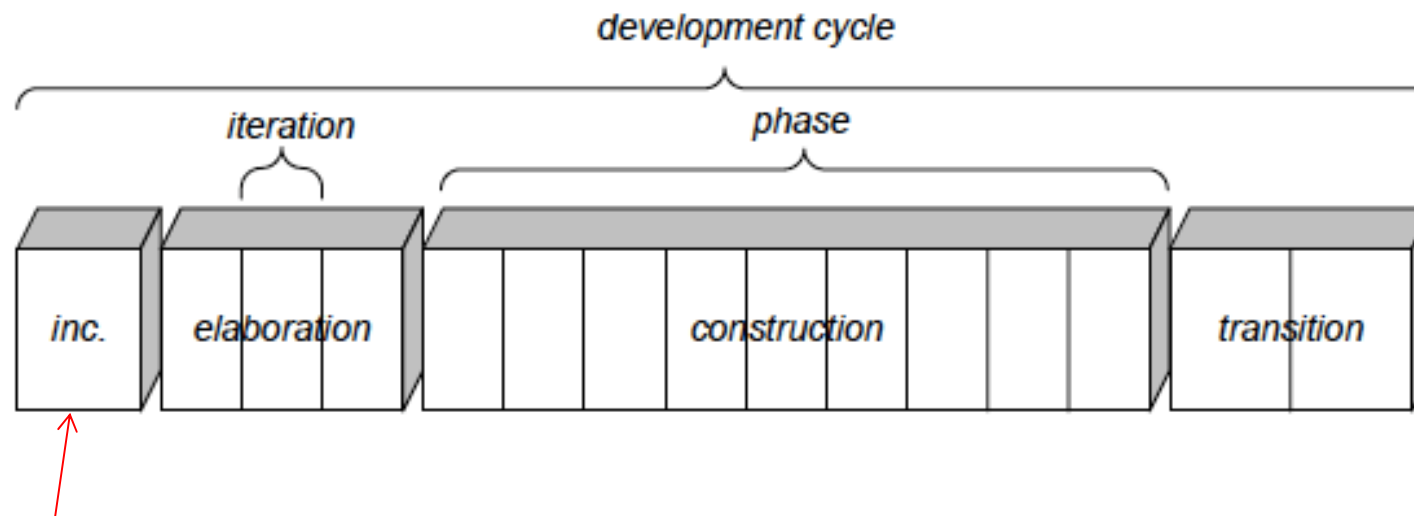 development cycle
iteration
phase
inc.
elaboration
construction
transition